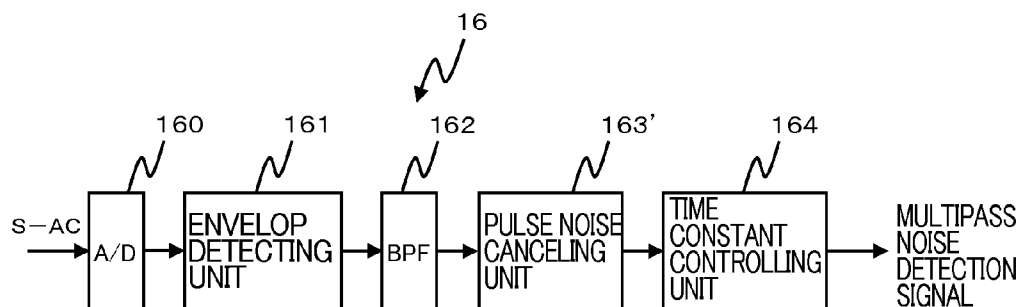 16
160
161
162
163'
164
S-AC
A/D
ENVELOP
DETECTING
UNIT
BPF
PULSE NOISE
CANCELING
UNIT
TIME
CONSTANT
CONTROLLING
UNIT
MULTIPASS
NOISE
DETECTION
SIGNAL